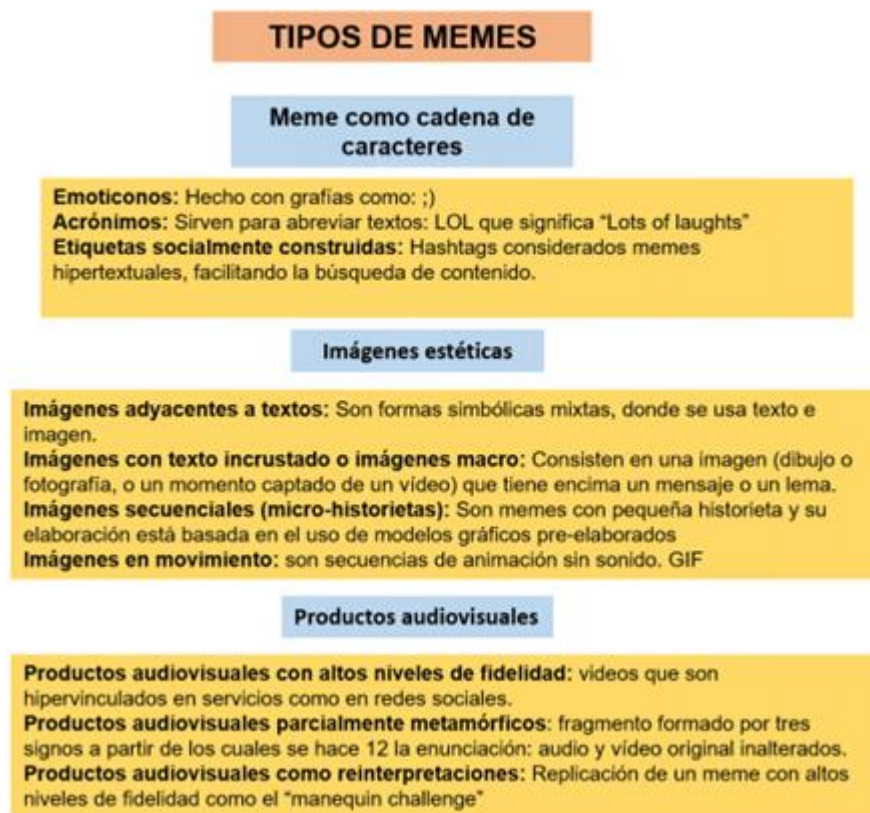 TIPOS DE MEMES
Meme como cadena de
caracteres
Emoticonos: Hecho con grafías como: ;)
Acrónimos: Sirven para abreviar textos: LOL que significa “Lots of laughts”
Etiquetas socialmente construidas: Hashtags considerados memes
hipertextuales, facilitando la búsqueda de contenido.
Imágenes estéticas
Imágenes adyacentes a textos: Son formas simbólicas mixtas, donde se usa texto e
imagen.
Imágenes con texto incrustado o imágenes macro: Consisten en una imagen (dibujo o
fotografía, o un momento captado de un vídeo) que tiene encima un mensaje o un lema.
Imágenes secuenciales (micro-historietas): Son memes con pequeña historieta y su
elaboración está basada en el uso de modelos gráficos pre-elaborados
Imágenes en movimiento: son secuencias de animación sin sonido. GIF
Productos audiovisuales
Productos audiovisuales con altos niveles de fidelidad: videos que son
hipervinculados en servicios como en redes sociales.
Productos audiovisuales parcialmente metamórficos: fragmento formado por tres
signos a partir de los cuales se hace 12 la enunciación: audio y vídeo original inalterados.
Productos audiovisuales como reinterpretaciones: Replicación de un meme con altos
niveles de fidelidad como el “manequin challenge”